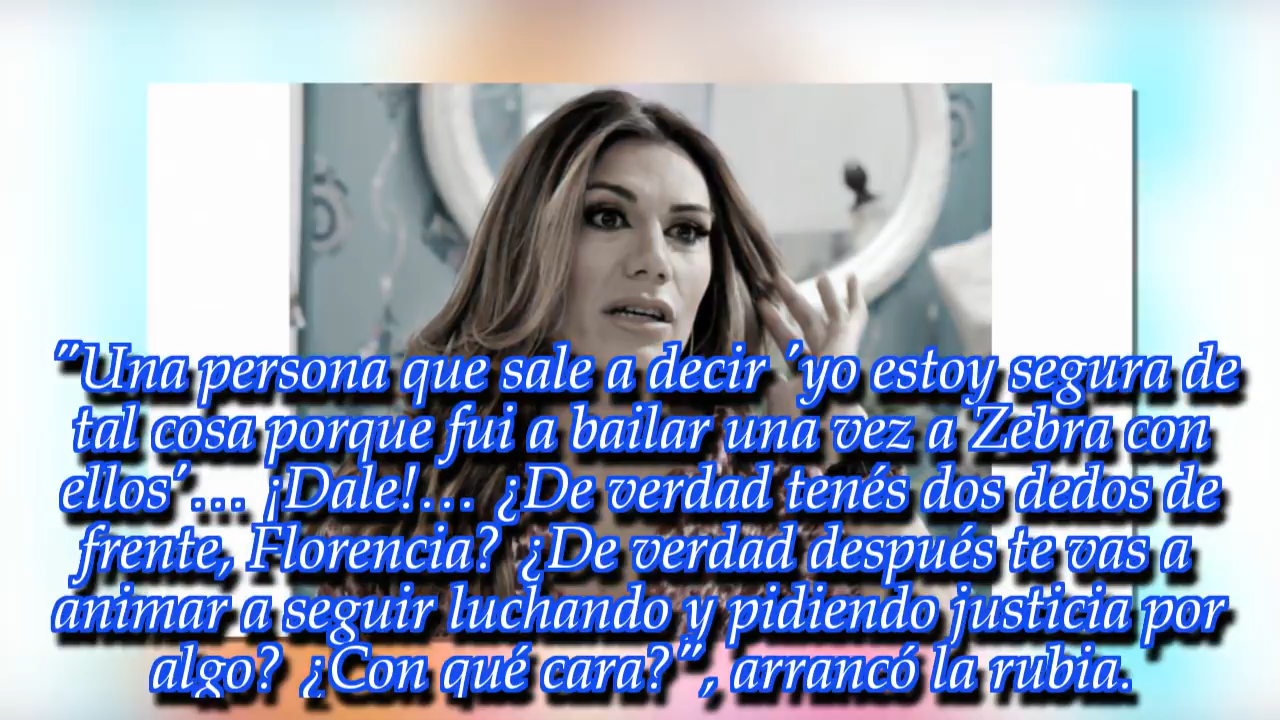 "Una persona que sale a decir 'yo estoy segura de
tal cosa porque fui a bailar una vez a Zebra con
ellos'... ¡Dale!... ¿De verdad tenés dos dedos de
frente, Florencia? ¿De verdad después te vas a
animar a seguir luchando y pidiendo justicia por
algo? ¿Con qué cara?", arrancó la rubia.